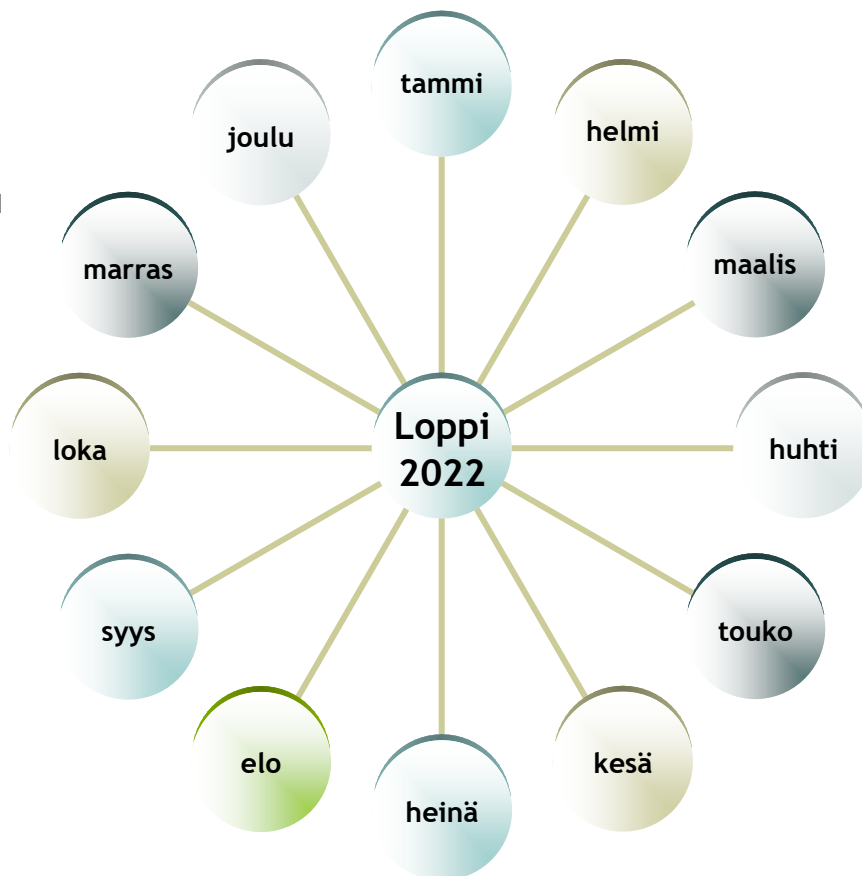 tammi
helmi
maalis
huhti
touko
kesä
heinä
elo
syys
loka
marras
joulu
Loppi
2022